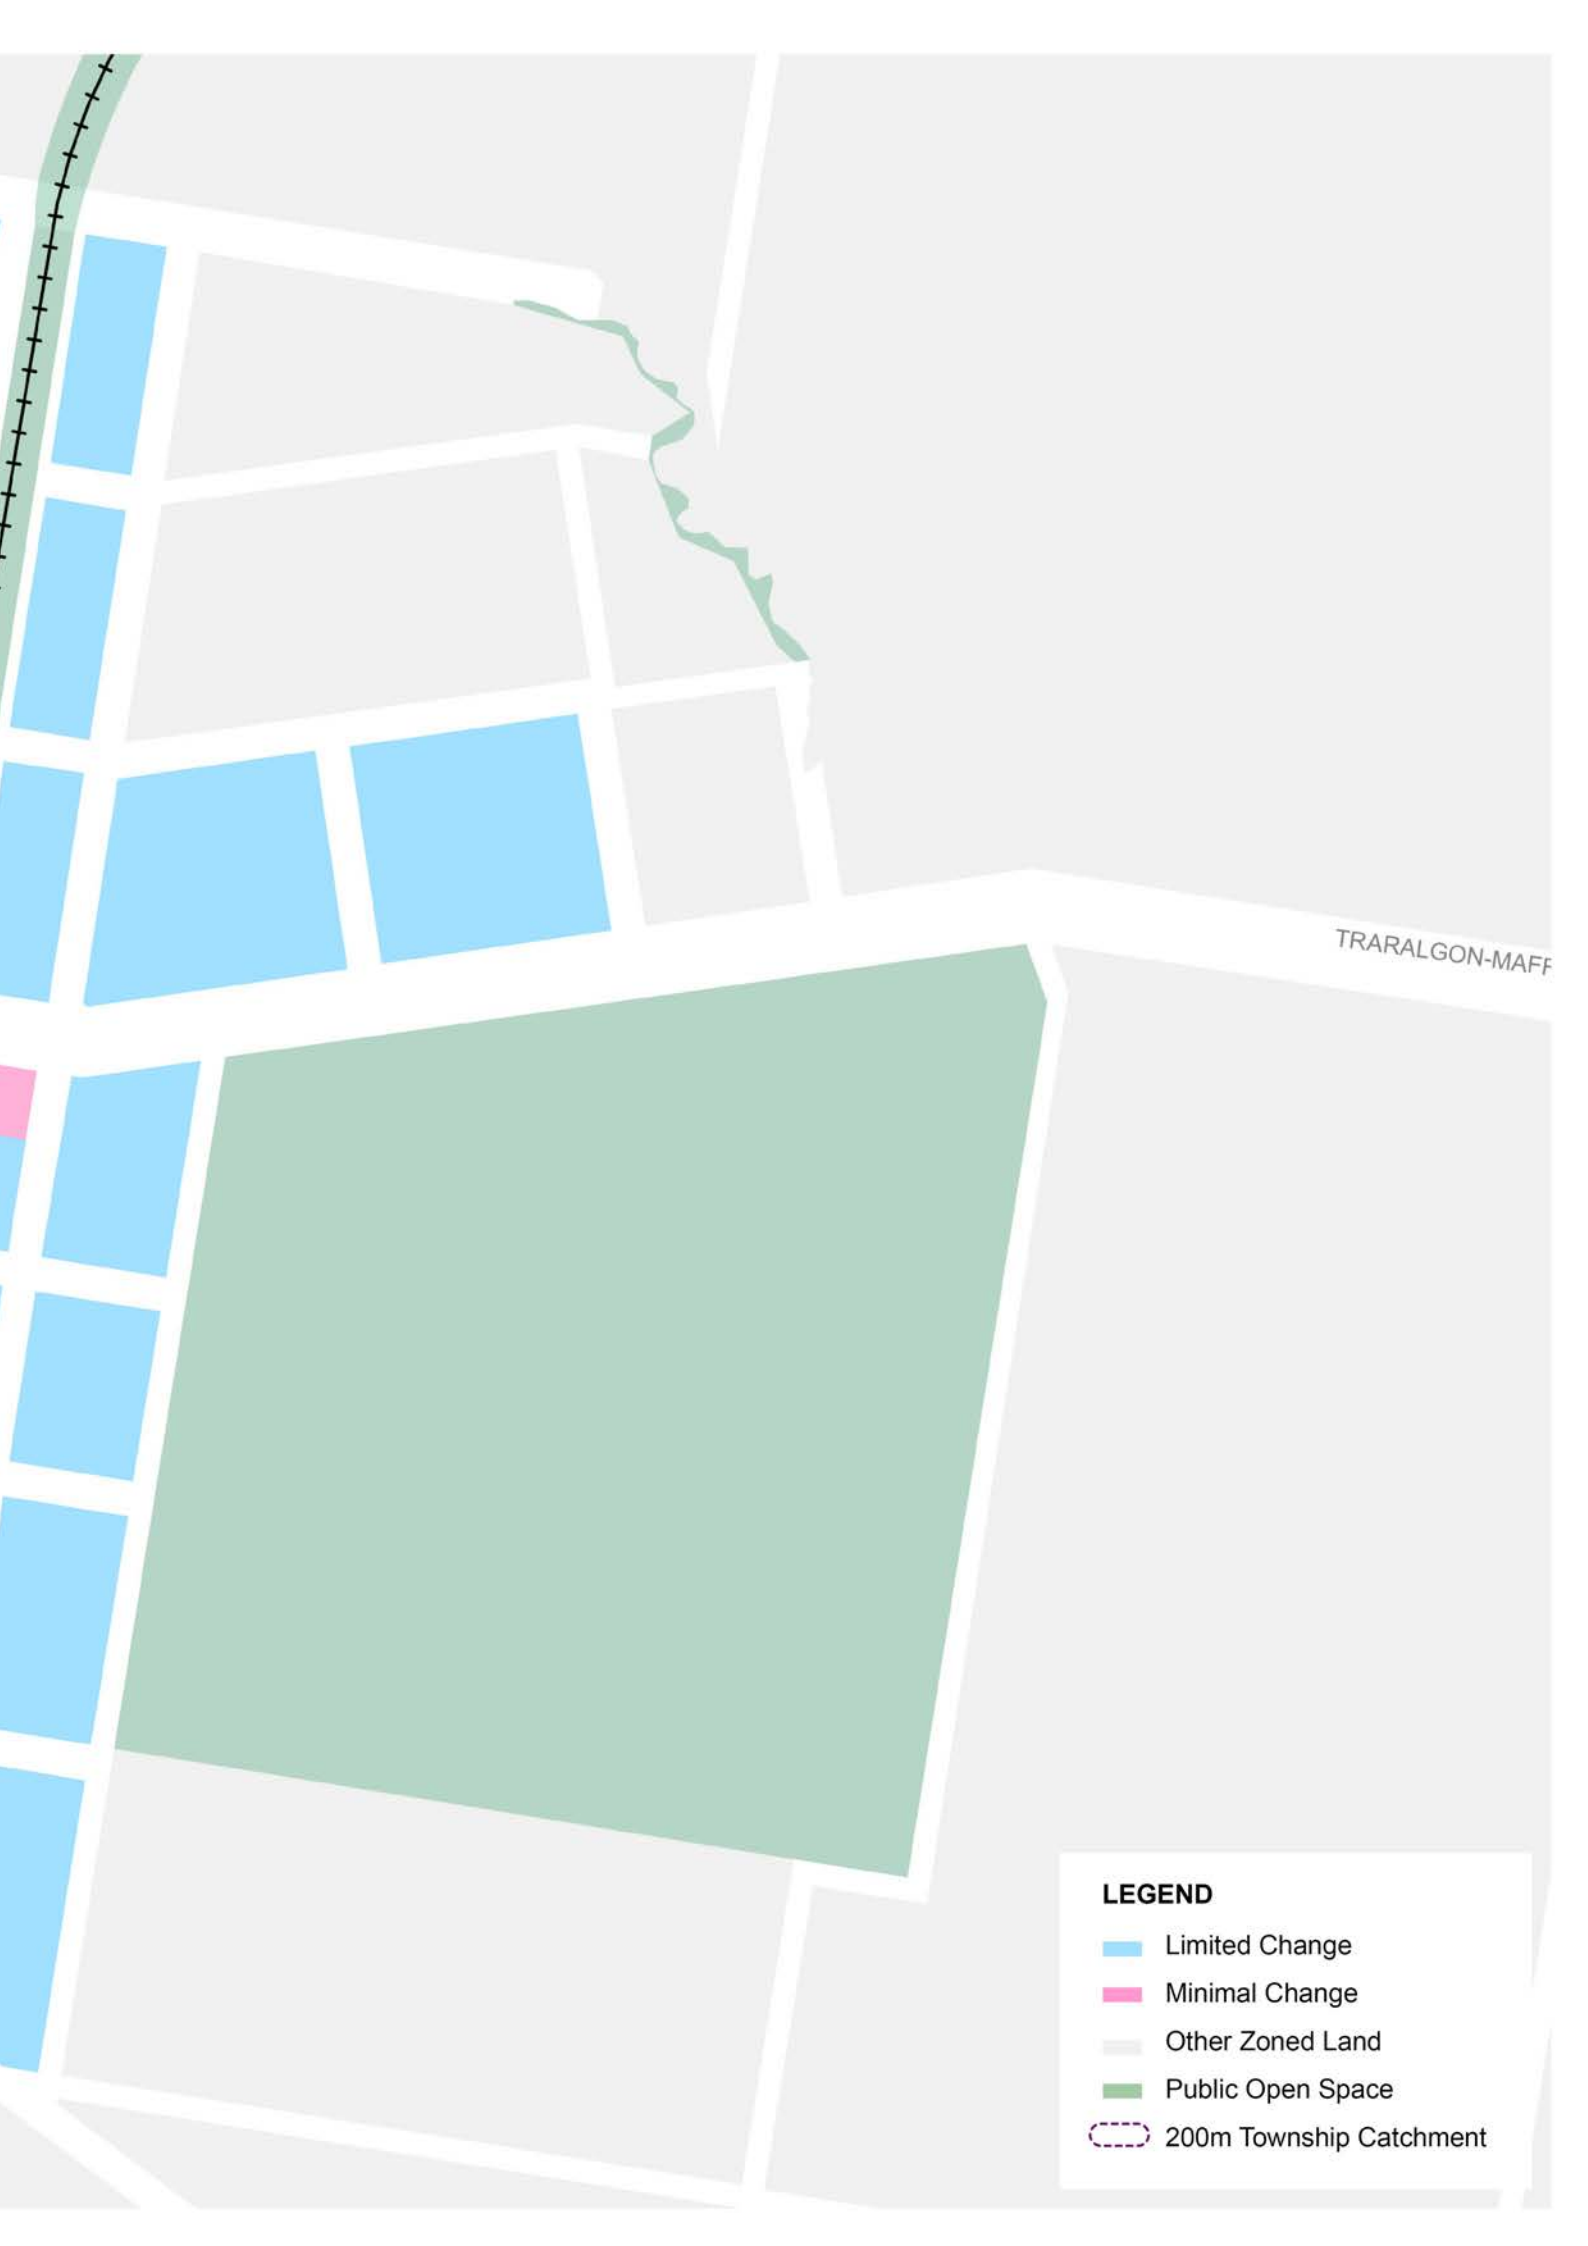 TRARALGON-MAFF
LEGEND
Limited Change
Minimal Change
Other Zoned Land
Public Open Space
200m Township Catchment